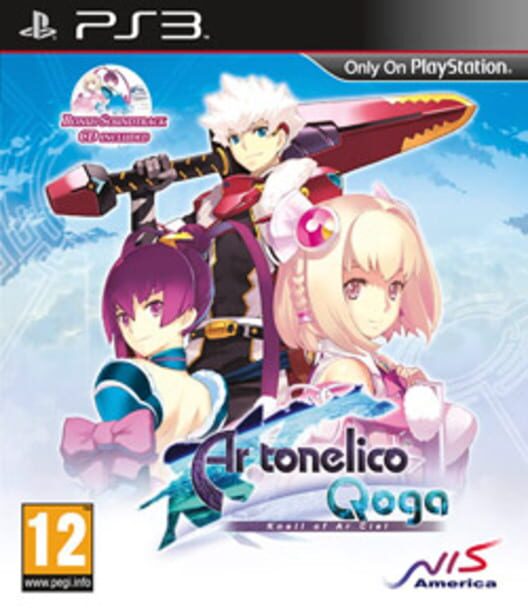 PS3
Only On PlayStation®
BONUS SOUNDTRACK
CD INCLUDED
Ar tonelico
Qoga
Knell of Ar Ciel
12
www.pegi.info
NIS
America